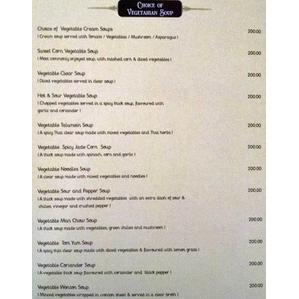 CHOICE OF
VEGETARIAN SOUP
Choice of Vegetable Cream Soups 200.00
(Cream soup served with Tomato / Vegetables / Mushroom / Asparagus)
Sweet Corn Vegetable Soup 200.00
(Most commonly enjoyed soup, with mashed corn & diced vegetables)
Vegetable Clear Soup 200.00
(Diced vegetables served in clear soup)
Hot & Sour Vegetable Soup 200.00
(Chopped vegetables served in a spicy thick soup, flavoured with
garlic and coriander)
Vegetable Talumein Soup 200.00
(A spicy thai clear soup made with mixed vegetables and Thai herbs)
Vegetable Spicy Jade Corn Soup 200.00
(A thick soup made with spinach, corn and garlic)
Vegetable Noodles Soup 200.00
(A clear soup made with mixed vegetables and noodles)
Vegetable Sour and Pepper Soup 200.00
(A thick soup made with shredded vegetables with an extra dash of sour &
chilies, vinegar and crushed pepper)
Vegetable Man Chow Soup 200.00
(A thick soup made with vegetables, green chilies and mushroom)
Vegetable Tom Yum Soup 200.00
(A spicy thai clear soup made with diced vegetables & flavoured with lemon grass)
Vegetable Coriander Soup 200.00
(A vegetable thick soup flavoured with coriander and black pepper)
Vegetable Wonton Soup 200.00
(Minced vegetables wrapped in wonton sheet & served in a clear broth)